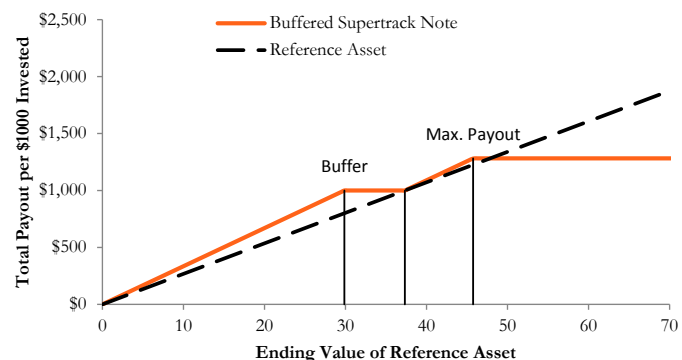 $2,500
Buffered Supertrack Note
Reference Asset
$2,000
$1,500
Max. Payout
Buffer
$1,000
$500
$0
0 10 20 30 40 50 60 70
Total Payout per $1000 Invested
Ending Value of Reference Asset